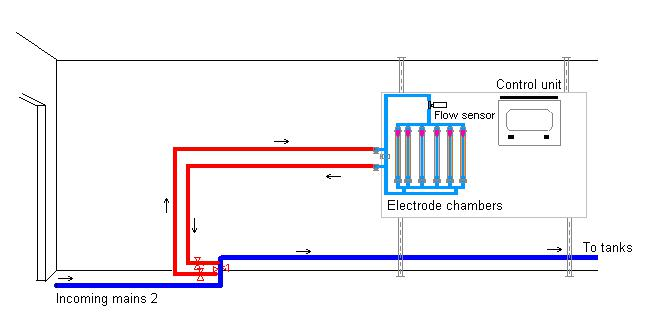 Control unit
Flow sensor
Electrode chambers
To tanks
Incoming mains 2